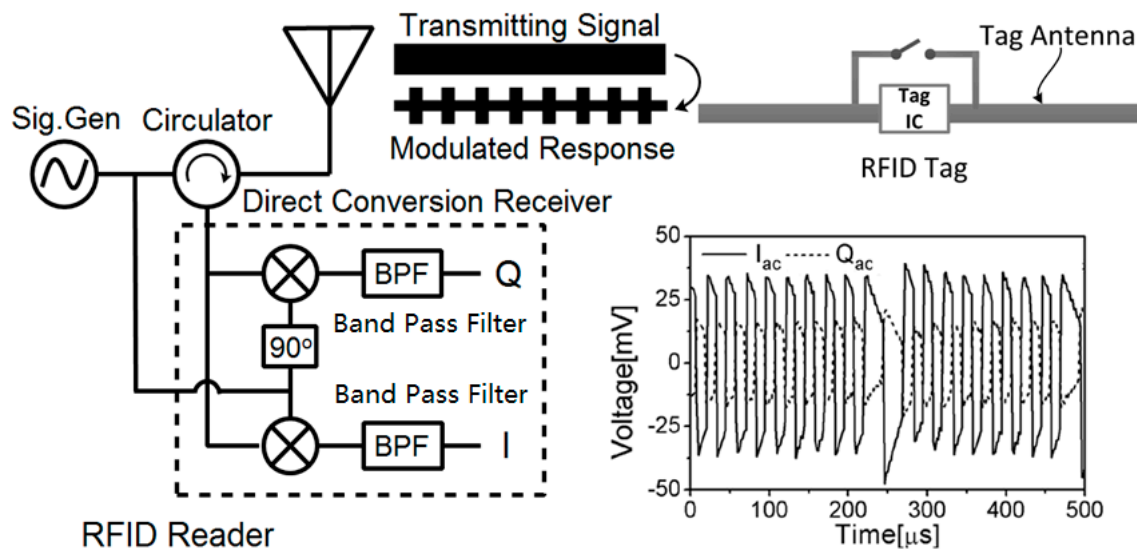 Transmitting Signal
Modulated Response
Tag Antenna
Tag
IC
RFID Tag
Sig.Gen
Circulator
Direct Conversion Receiver
BPF
Q
Band Pass Filter
90°
Band Pass Filter
BPF
I
RFID Reader
I_ac
Q_ac
Voltage[mV]
50
25
0
-25
-50
0 100 200 300 400 500
Time[μs]